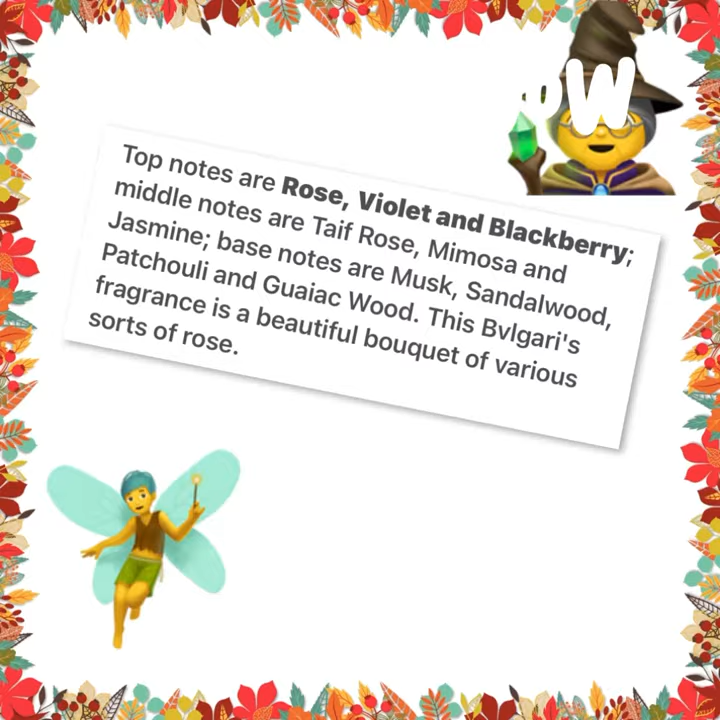 oW
Top notes are Rose, Violet and Blackberry;
middle notes are Taif Rose, Mimosa and
Jasmine; base notes are Musk, Sandalwood,
Patchouli and Guaiac Wood. This Bvlgari's
fragrance is a beautiful bouquet of various
sorts of rose.